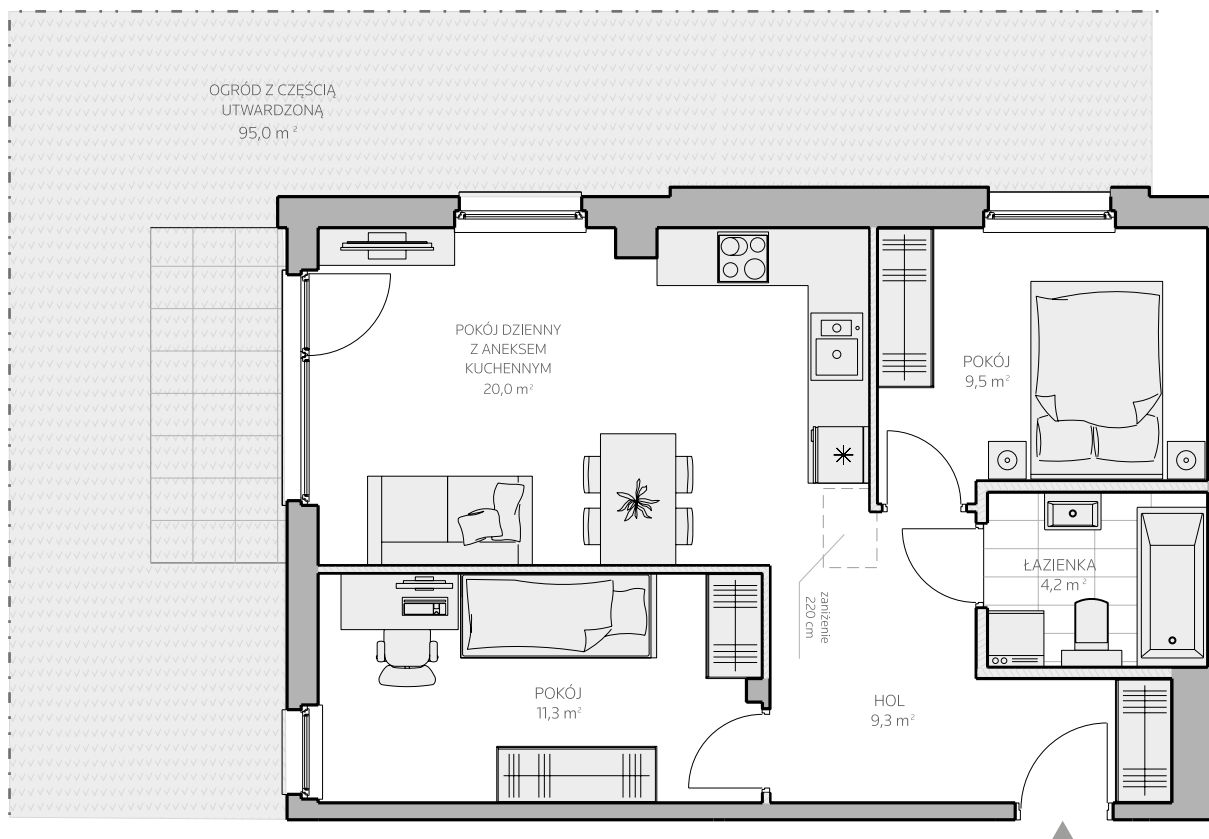 OGRÓD Z CZĘŚCIĄ
UTWARDZONĄ
95,0 m²
POKÓJ DZIENNY
Z ANEKSEM
KUCHENNYM
20,0 m²
POKÓJ
9,5 m²
ŁAZIENKA
4,2 m²
zaniżenie
220 cm
POKÓJ
11,3 m²
HOL
9,3 m²